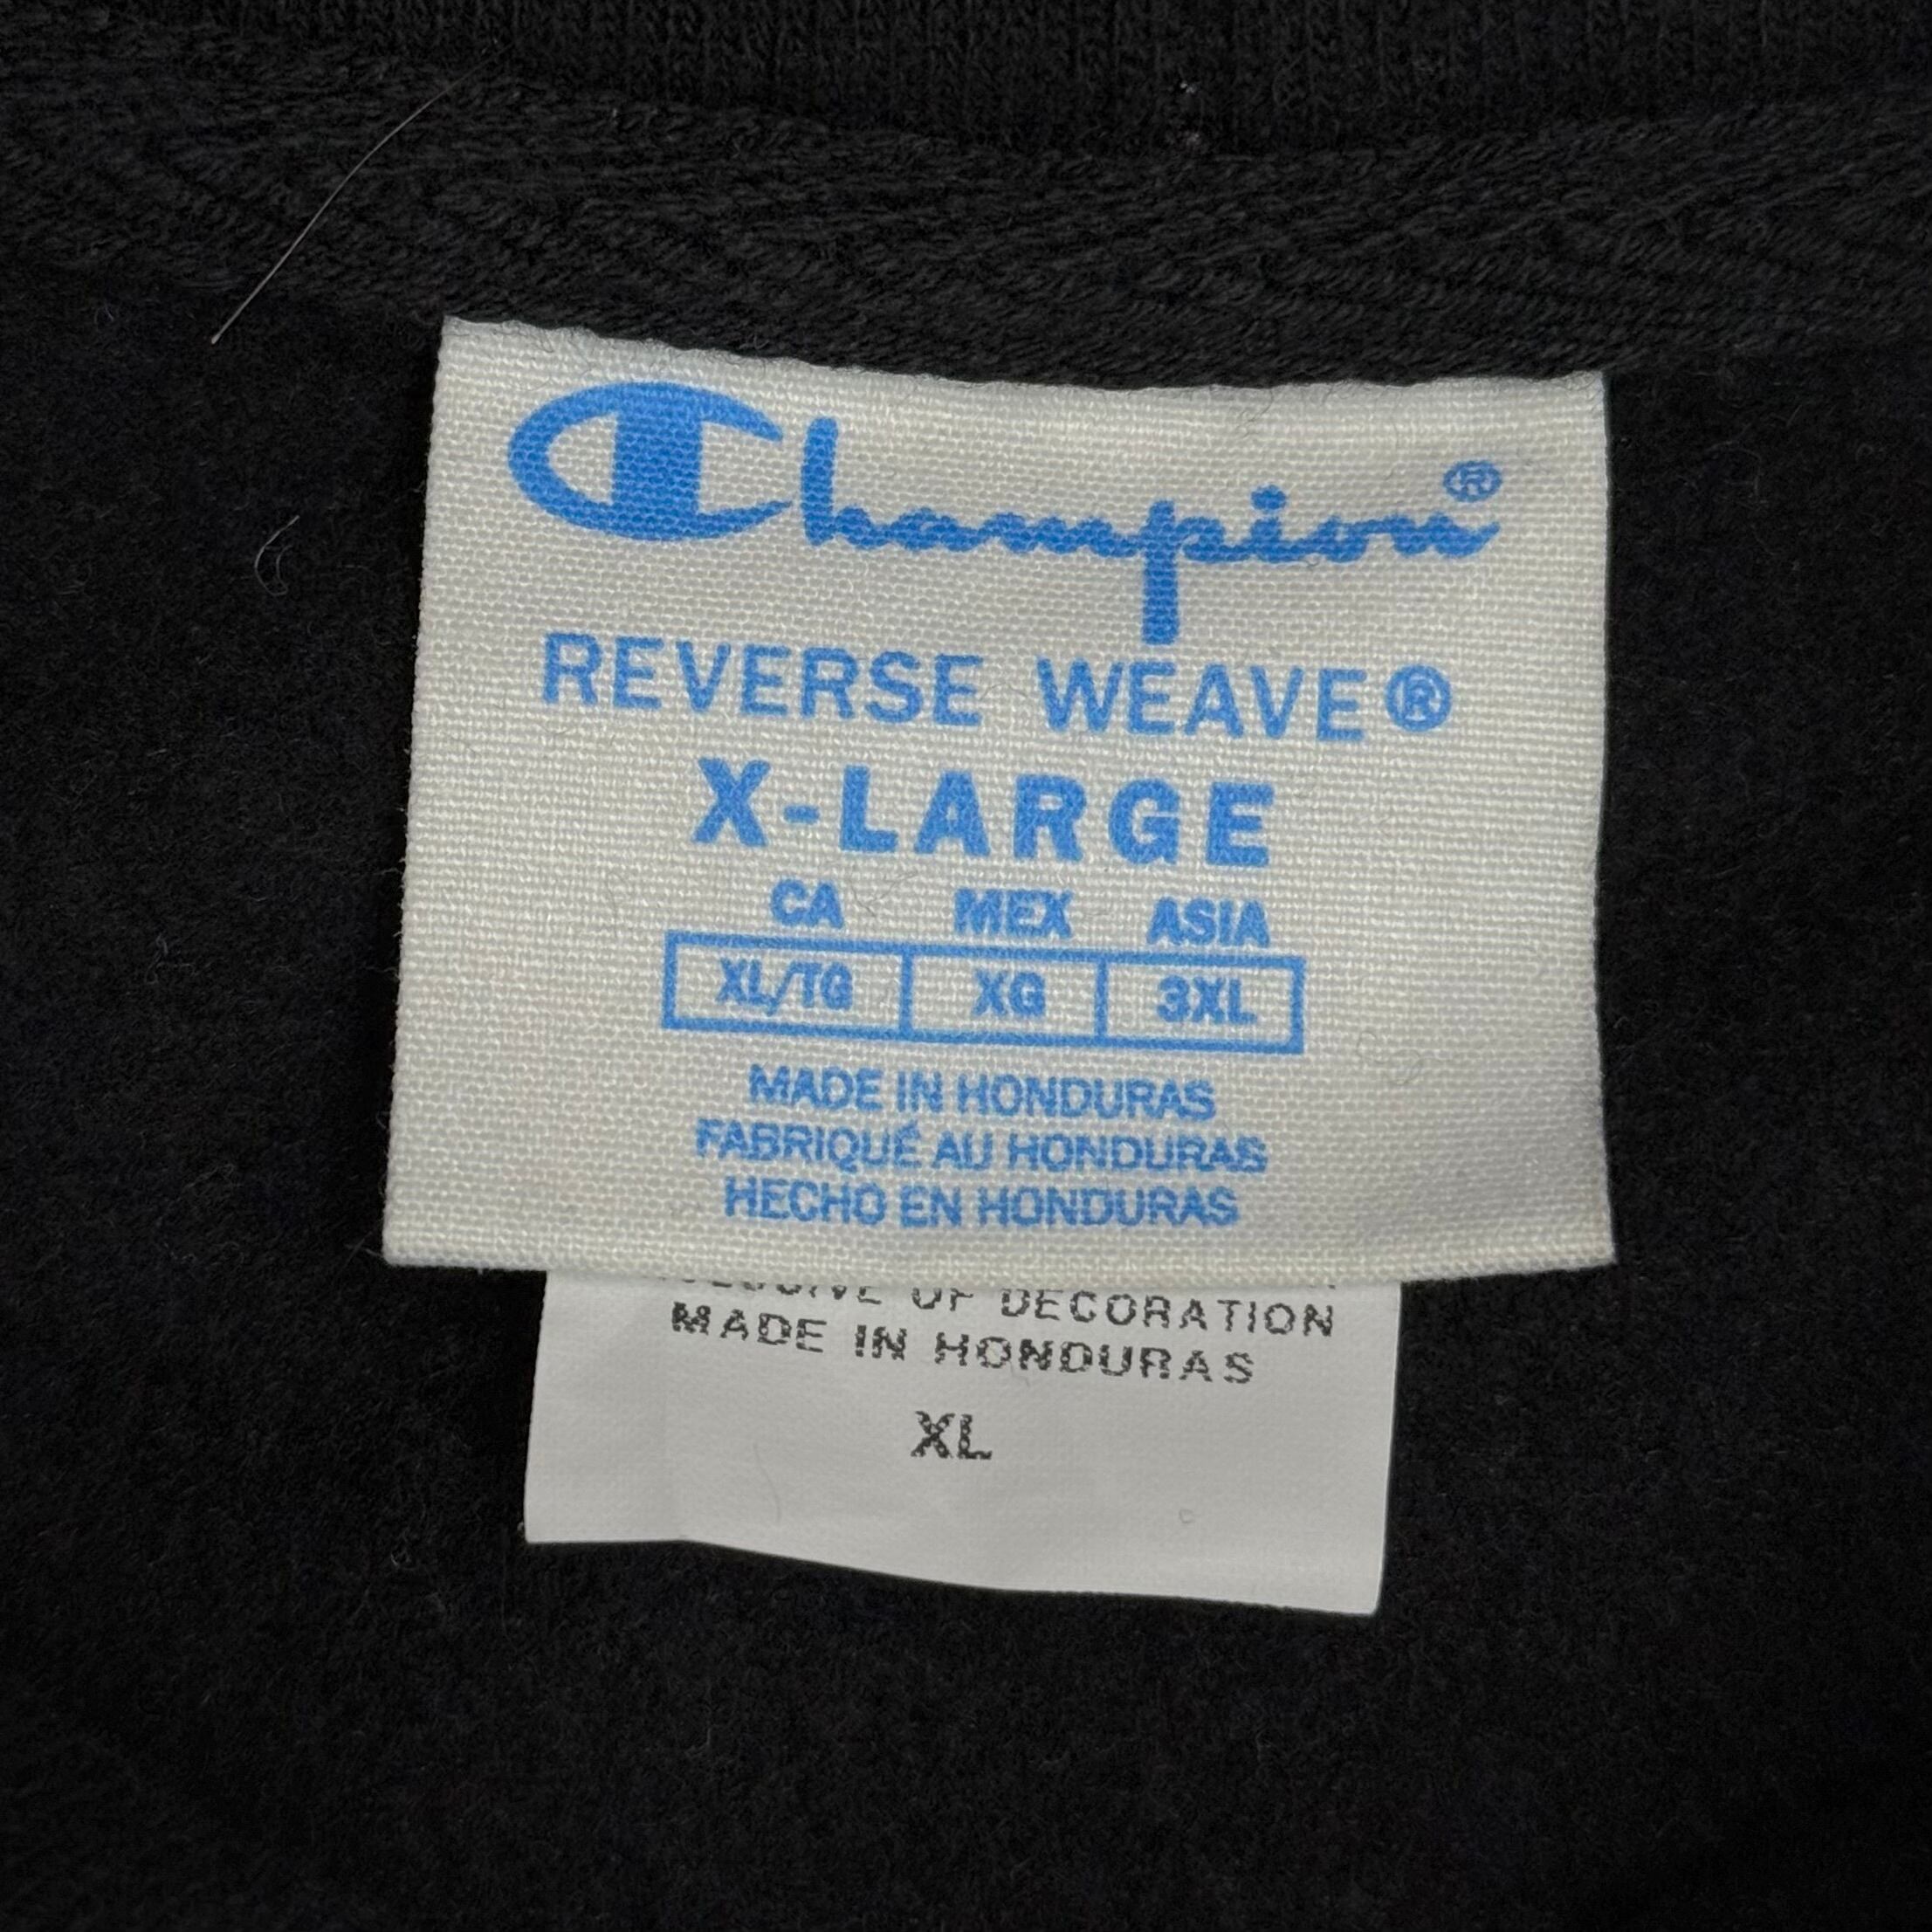 Champion®
REVERSE WEAVE®
X-LARGE
CA MEX ASIA
XL/TG XG 3XL
MADE IN HONDURAS
FABRIQUÉ AU HONDURAS
HECHO EN HONDURAS
OF DECORATION
MADE IN HONDURAS
XL